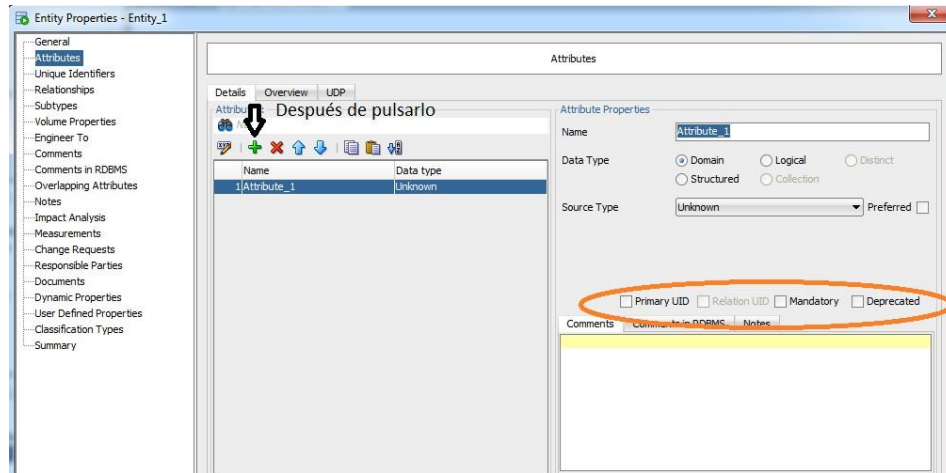 Entity Properties - Entity_1
General
Attributes
Unique Identifiers
Relationships
Subtypes
Volume Properties
Engineer To
Comments
Comments in RDBMS
Overlapping Attributes
Notes
Impact Analysis
Measurements
Change Requests
Responsible Parties
Documents
Dynamic Properties
User Defined Properties
Classification Types
Summary
Attributes
Details Overview UDP
Después de pulsarlo
Name Data type
1 Attribute_1 Unknown
Attribute Properties
Name Attribute_1
Data Type Domain Logical Distinct
Structured Collection
Source Type Unknown Preferred
Primary UID Relation UID Mandatory Deprecated
Comments Comments in RDBMS Notes